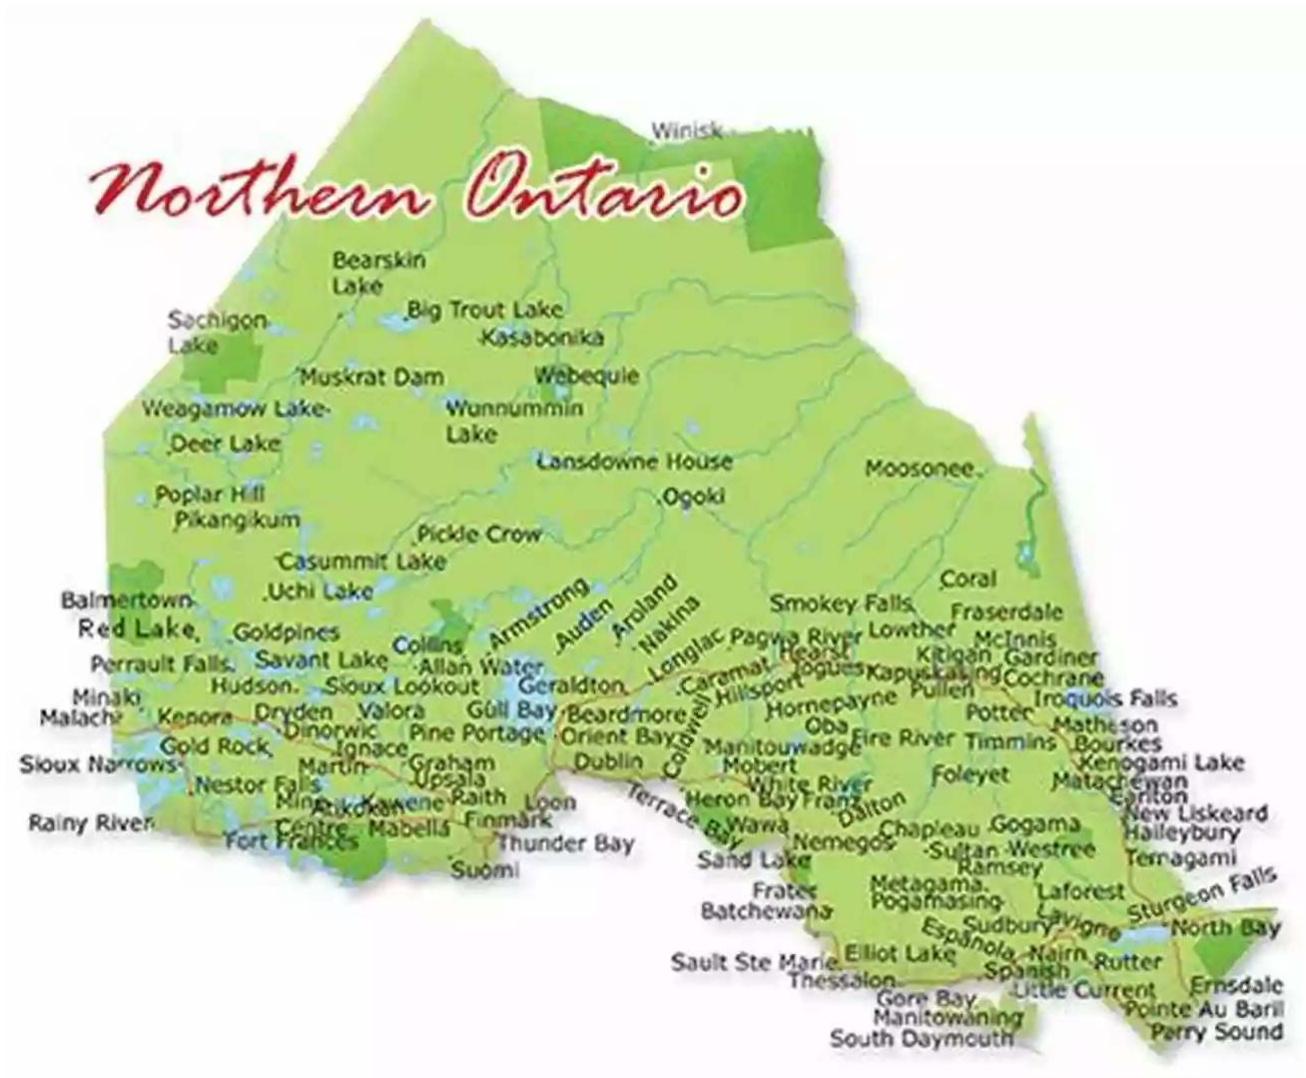 Winisk
Northern Ontario
Bearskin
Lake
Big Trout Lake
Sachigon
Lake
Kasabonika
Muskrat Dam
Webequie
Weagamow Lake
Wunnummin
Lake
Deer Lake
Lansdowne House
Moosonee
Poplar Hill
Ogoki
Pikangikum
Pickle Crow
Casummit Lake
Coral
Uchi Lake
Balmertown
Armstrong
Auden
Aroland
Nakina
Smokey Falls
Fraserdale
Red Lake
Goldpines
Collins
Longlac
Pagwa River
Lowther
McInnis
Hearst
Kitigan
Gardiner
Perrault Falls
Savant Lake
Allan Water
Caramat
Jogues
Kapuskasing
Cochrane
Hudson
Sioux Lookout
Geraldton
Hillsport
Pullen
Minaki
Iroquois Falls
Malachi
Kenora
Dryden
Valora
Gull Bay
Beardmore
Coldwell
Hornepayne
Potter
Dinorwic
Pine Portage
Orient Bay
Oba
Fire River
Timmins
Matheson
Gold Rock
Ignace
Manitouwadge
Bourkes
Sioux Narrows
Martin
Graham
Dublin
Mobert
Foleyet
Kenogami Lake
Nestor Falls
Upsala
White River
Matachewan
Mine
Centre
Atikokan
Kawene
Raith
Loon
Terrace Bay
Heron Bay
Franz
Dalton
Earlton
Rainy River
Finmark
Wawa
Chapleau
Gogama
New Liskeard
Fort Frances
Mabella
Thunder Bay
Nemegos
Haileybury
Suomi
Sand Lake
Sultan
Westree
Temagami
Ramsey
Frater
Metagama
Laforest
Sturgeon Falls
Batchewana
Pogamasing
Lavigne
Sudbury
North Bay
Espanola
Sault Ste Marie
Elliot Lake
Nairn
Rutter
Thessalon
Spanish
Little Current
Ernsdale
Gore Bay
Pointe Au Baril
Manitowaning
South Daymouth
Parry Sound